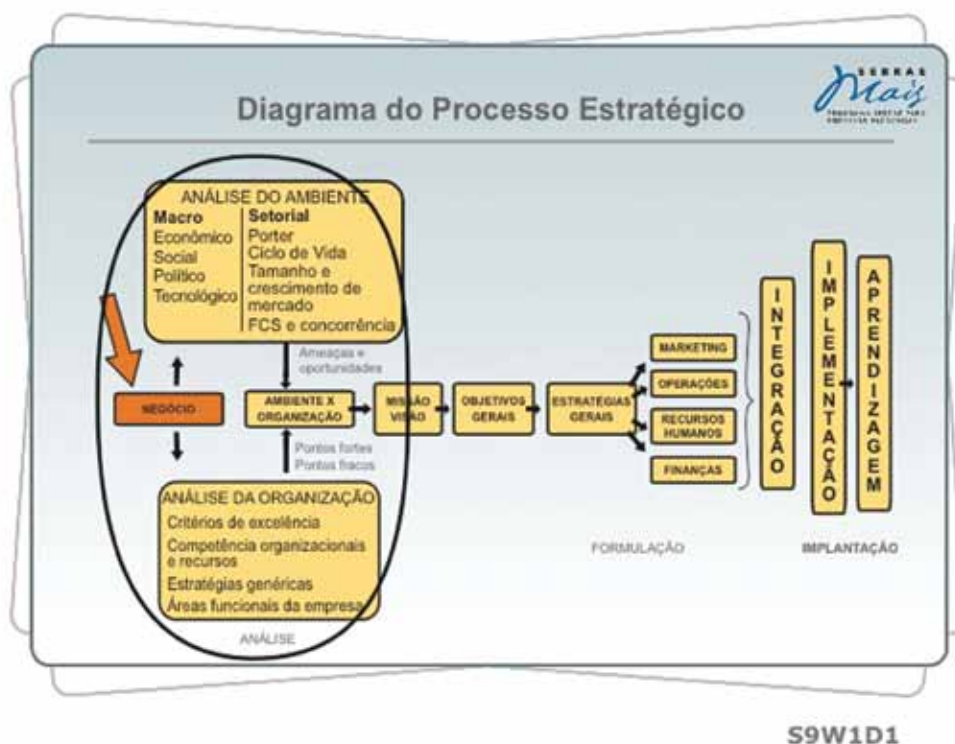 SEBRAE
Mais
Diagrama do Processo Estratégico
ANÁLISE DO AMBIENTE
Macro
Econômico
Social
Político
Tecnológico
Setorial
Porter
Ciclo de Vida
Tamanho e
crescimento de
mercado
FCS e concorrência
Ameaças e
oportunidades
NEGÓCIO
AMBIENTE X
ORGANIZAÇÃO
MISSÃO
VISÃO
OBJETIVOS
GERAIS
ESTRATÉGIAS
GERAIS
MARKETING
OPERAÇÕES
RECURSOS
HUMANOS
FINANÇAS
INTEGRAÇÃO
IMPLEMENTAÇÃO
APRENDIZAGEM
Pontos fortes
Pontos fracos
ANÁLISE DA ORGANIZAÇÃO
Critérios de excelência
Competência organizacionais
e recursos
Estratégias genéricas
Áreas funcionais da empresa
ANÁLISE
FORMULAÇÃO
IMPLANTAÇÃO
S9W1D1